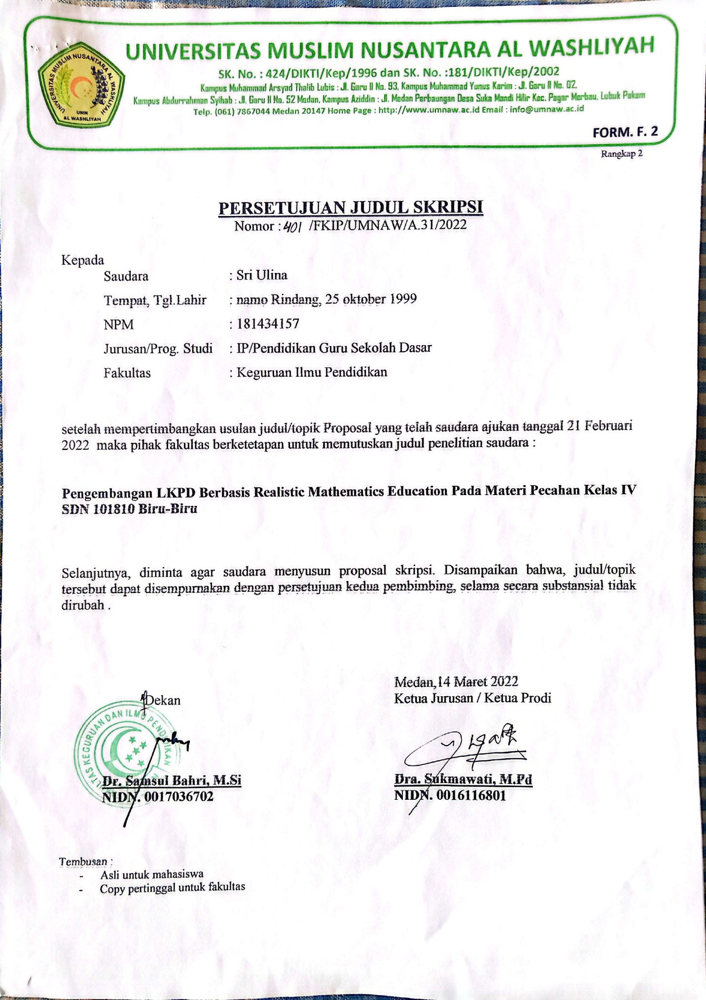 UNIVERSITAS MUSLIM NUSANTARA AL WASHLIYAH
UNIVERSITAS MUSLIM NUSANTARA AL WASHLIYAH
UMN
AL WASHLIYAH
SK. No. : 424/DIKTI/Kep/1996 dan SK. No. :181/DIKTI/Kep/2002
Kampus Muhammad Arsyad Thalib Lubis : Jl. Garu II No. 93, Kampus Muhammad Yunus Karim : Jl. Garu II No. 02,
Kampus Abdurrahman Syihab : Jl. Garu II No. 52 Medan, Kampus Aziddin : Jl. Medan Perbaungan Desa Suka Mandi Hilir Kec. Pagar Merbau, Lubuk Pakam
Telp. (061) 7867044 Medan 20147 Home Page : http://www.umnaw.ac.id Email : info@umnaw.ac.id
FORM. F. 2
Rangkap 2
PERSETUJUAN JUDUL SKRIPSI
Nomor : 401 /FKIP/UMNAW/A.31/2022
Kepada
Saudara : Sri Ulina
Tempat, Tgl.Lahir : namo Rindang, 25 oktober 1999
NPM : 181434157
Jurusan/Prog. Studi : IP/Pendidikan Guru Sekolah Dasar
Fakultas : Keguruan Ilmu Pendidikan
setelah mempertimbangkan usulan judul/topik Proposal yang telah saudara ajukan tanggal 21 Februari
2022 maka pihak fakultas berketetapan untuk memutuskan judul penelitian saudara :
Pengembangan LKPD Berbasis Realistic Mathematics Education Pada Materi Pecahan Kelas IV
SDN 101810 Biru-Biru
Selanjutnya, diminta agar saudara menyusun proposal skripsi. Disampaikan bahwa, judul/topik
tersebut dapat disempurnakan dengan persetujuan kedua pembimbing, selama secara substansial tidak
dirubah .
Medan,14 Maret 2022
Dekan
Ketua Jurusan / Ketua Prodi
KEGURUAN DAN ILMU PENDIDIKAN
Dr. Samsul Bahri, M.Si
NIDN. 0017036702
Dra. Sukmawati, M.Pd
NIDN. 0016116801
Tembusan :
- Asli untuk mahasiswa
- Copy pertinggal untuk fakultas